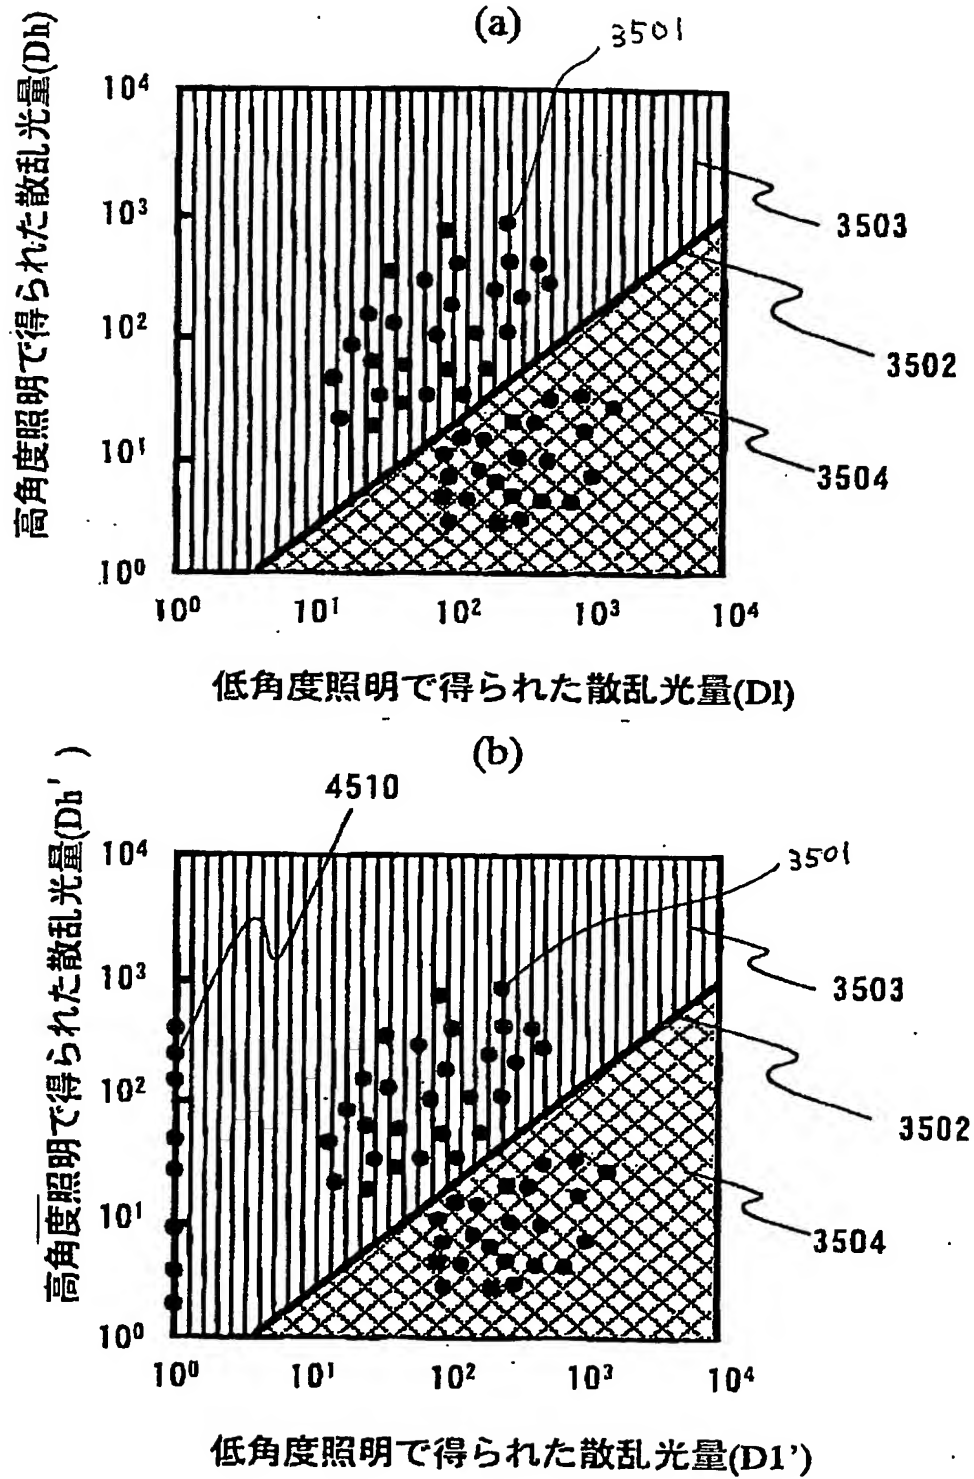 (a)
3501
高角度照明で得られた散乱光量(Dh)
10⁴
10³
10²
10¹
10⁰
3503
3502
3504
10⁰ 10¹ 10² 10³ 10⁴
低角度照明で得られた散乱光量(Dl)
(b)
4510
3501
高角度照明で得られた散乱光量(Dh')
10⁴
10³
10²
10¹
10⁰
3503
3502
3504
10⁰ 10¹ 10² 10³ 10⁴
低角度照明で得られた散乱光量(D1')